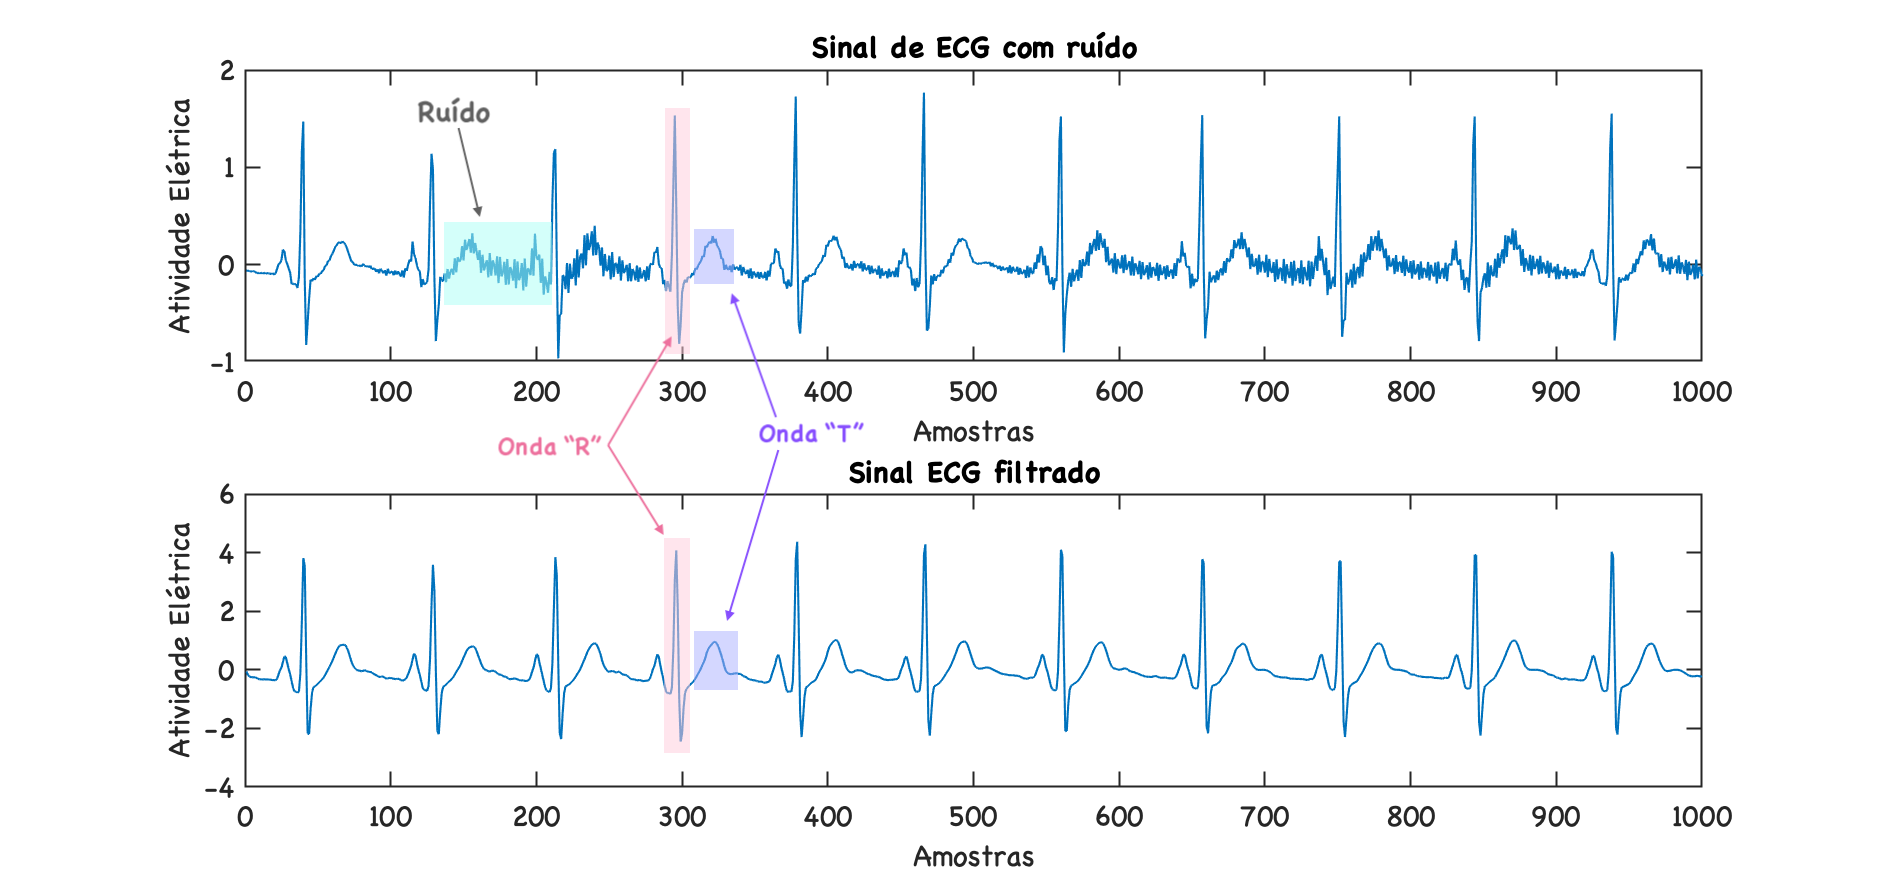 Sinal de ECG com ruído
Atividade Elétrica
2
1
0
-1
Ruído
0 100 200 300 400 500 600 700 800 900 1000
Amostras
Onda “R”
Onda “T”
Sinal ECG filtrado
Atividade Elétrica
6
4
2
0
-2
-4
0 100 200 300 400 500 600 700 800 900 1000
Amostras